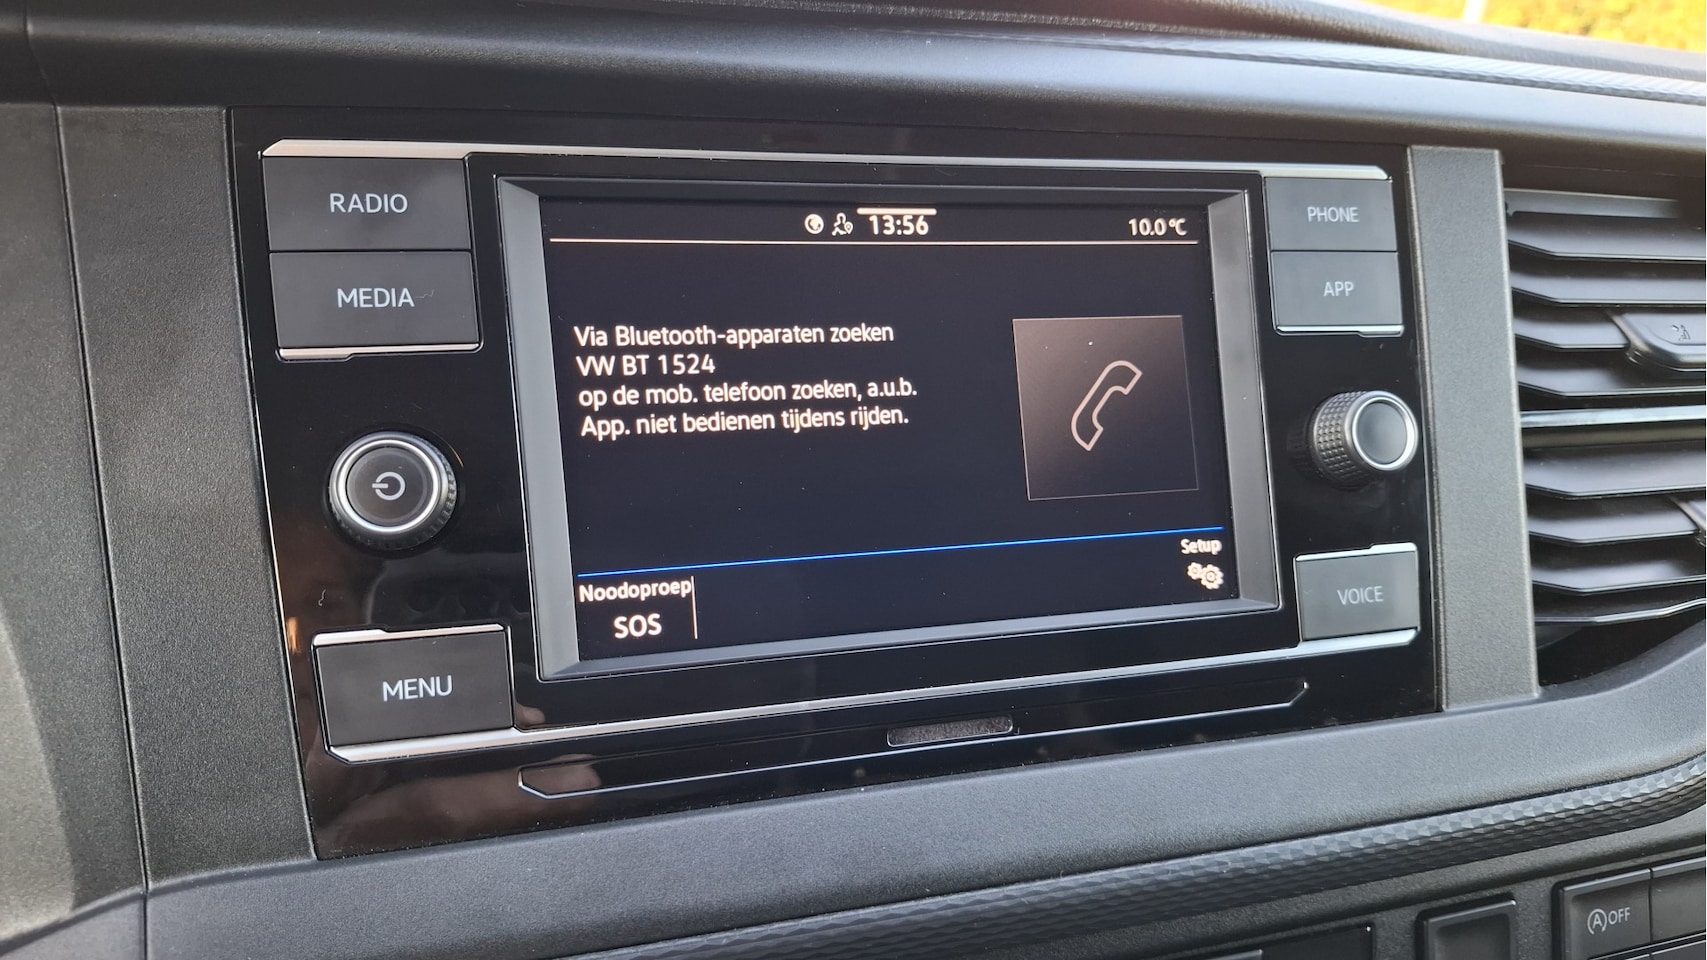 RADIO
MEDIA
MENU
13:56
10.0°C
Via Bluetooth-apparaten zoeken
VW BT 1524
op de mob. telefoon zoeken, a.u.b.
App. niet bedienen tijdens rijden.
Noodoproep
SOS
Setup
PHONE
APP
VOICE
A OFF